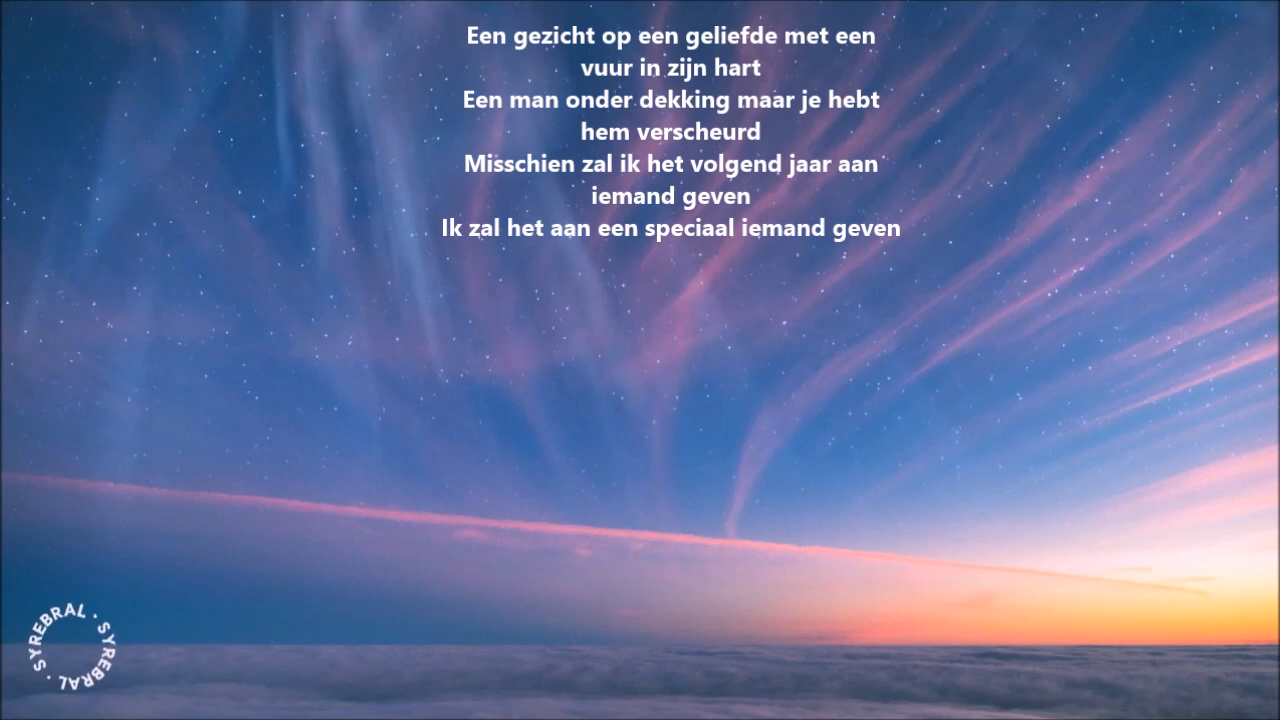 Een gezicht op een geliefde met een
vuur in zijn hart
Een man onder dekking maar je hebt
hem verscheurd
Misschien zal ik het volgend jaar aan
iemand geven
Ik zal het aan een speciaal iemand geven
SYREBRAL · SYREBRAL ·